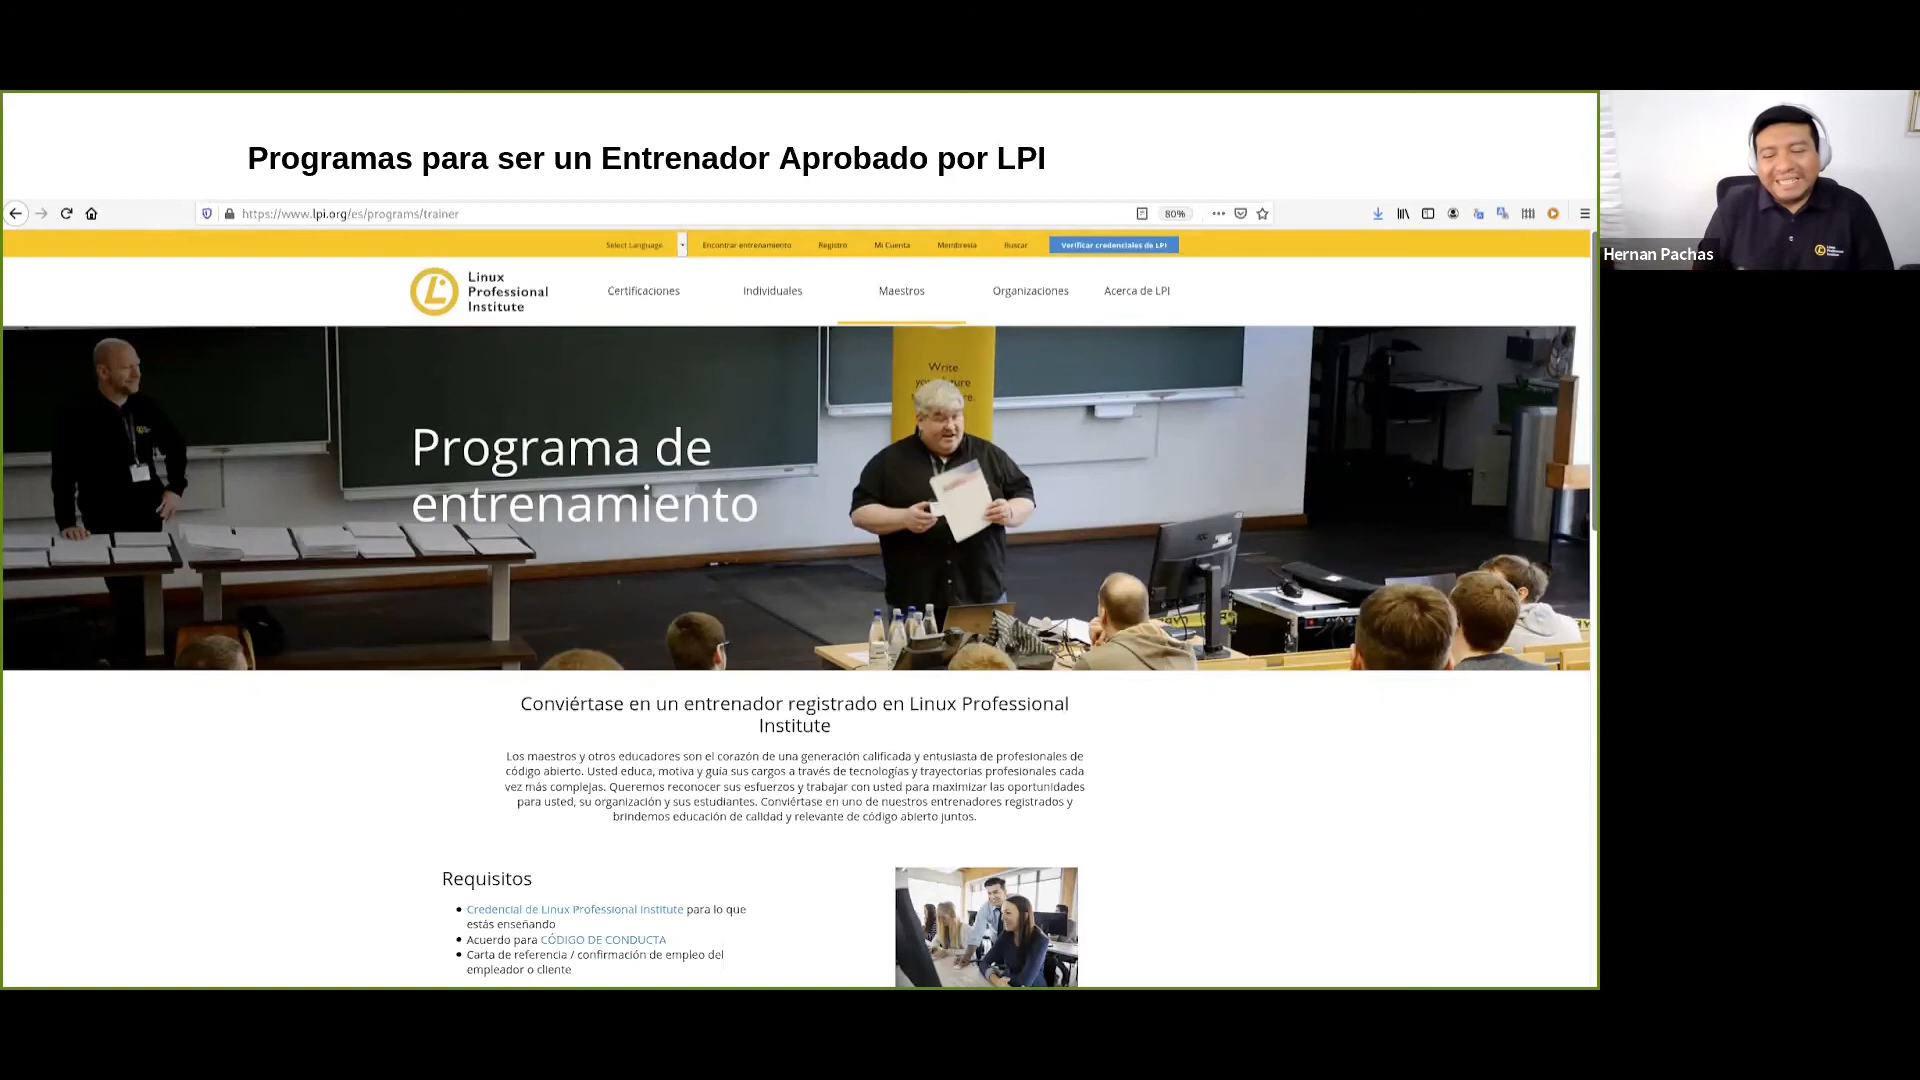 Programas para ser un Entrenador Aprobado por LPI
https://www.lpi.org/es/programs/trainer
80%
Select Language
Encontrar entrenamiento
Registro
Mi Cuenta
Membresía
Buscar
Verificar credenciales de LPI
Linux
Professional
Institute
Certificaciones
Individuales
Maestros
Organizaciones
Acerca de LPI
Write
Programa de
entrenamiento
Conviértase en un entrenador registrado en Linux Professional
Institute
Los maestros y otros educadores son el corazón de una generación calificada y entusiasta de profesionales de
código abierto. Usted educa, motiva y guía sus cargos a través de tecnologías y trayectorias profesionales cada
vez más complejas. Queremos reconocer sus esfuerzos y trabajar con usted para maximizar las oportunidades
para usted, su organización y sus estudiantes. Conviértase en uno de nuestros entrenadores registrados y
brindemos educación de calidad y relevante de código abierto juntos.
Requisitos
Credencial de Linux Professional Institute para lo que
estás enseñando
Acuerdo para CÓDIGO DE CONDUCTA
Carta de referencia / confirmación de empleo del
empleador o cliente
Hernan Pachas